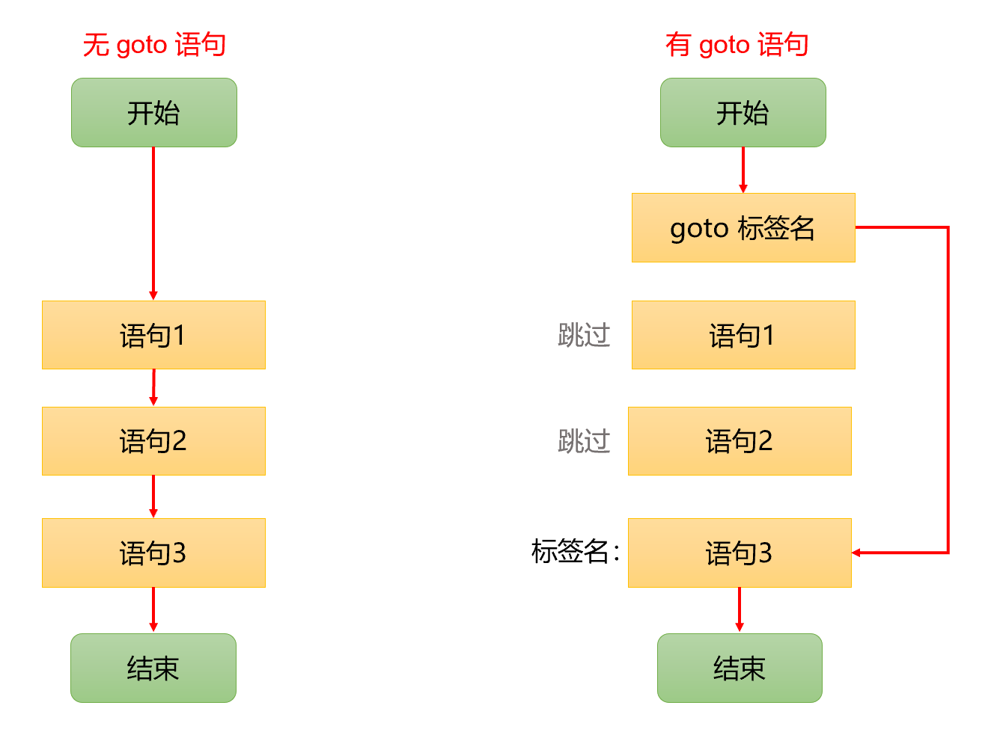 无 goto 语句
开始
语句1
语句2
语句3
结束
有 goto 语句
开始
goto 标签名
跳过
语句1
跳过
语句2
标签名：
语句3
结束